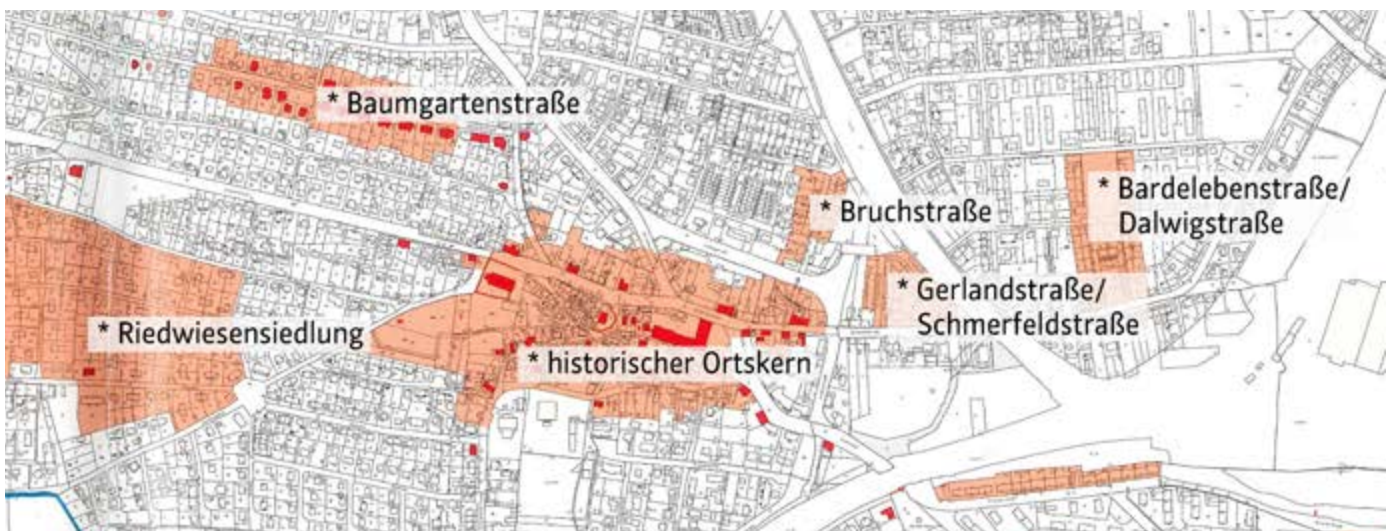 * Baumgartenstraße
* Bruchstraße
* Bardelebenstraße/
Dalwigstraße
* Gerlandstraße/
Schmerfeldstraße
* Riedwiesensiedlung
* historischer Ortskern